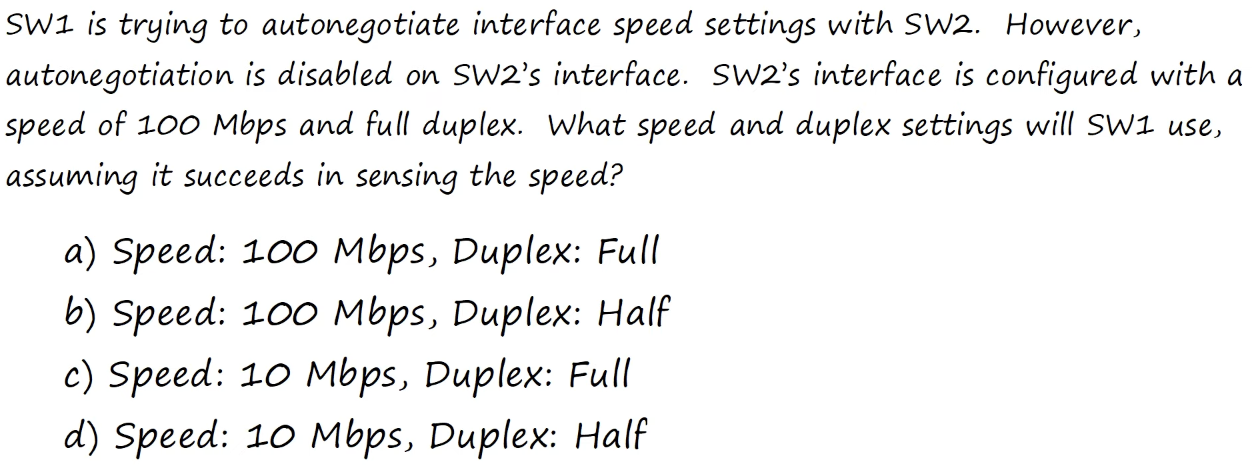 SW1 is trying to autonegotiate interface speed settings with SW2. However,
autonegotiation is disabled on SW2's interface. SW2's interface is configured with a
speed of 100 Mbps and full duplex. What speed and duplex settings will SW1 use,
assuming it succeeds in sensing the speed?
a) Speed: 100 Mbps, Duplex: Full
b) Speed: 100 Mbps, Duplex: Half
c) Speed: 10 Mbps, Duplex: Full
d) Speed: 10 Mbps, Duplex: Half